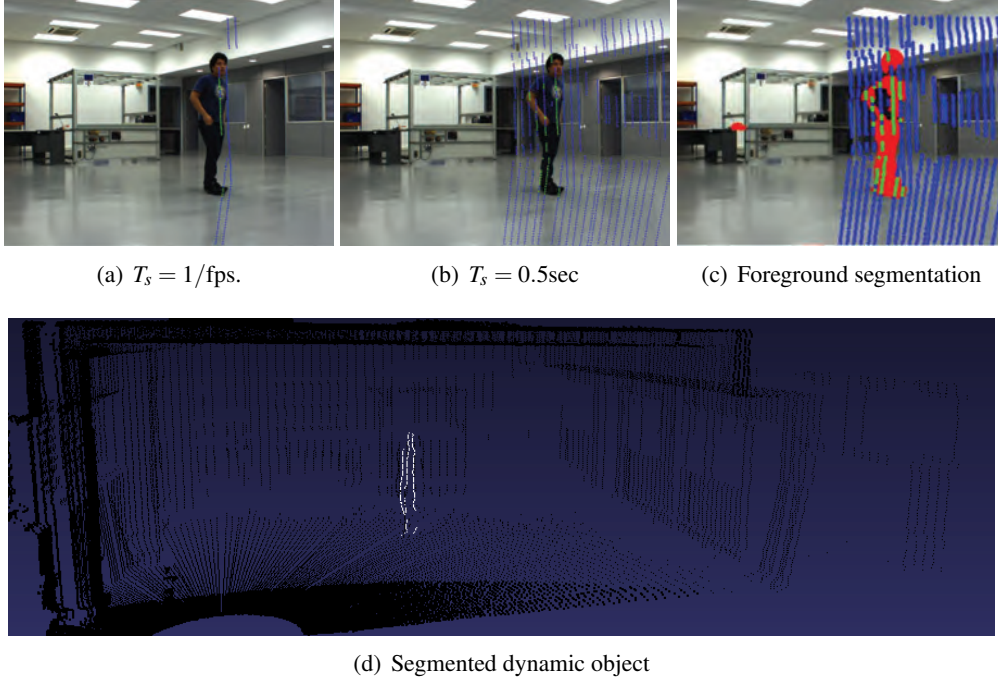 (a) T_s = 1/fps.
(b) T_s = 0.5sec
(c) Foreground segmentation
(d) Segmented dynamic object